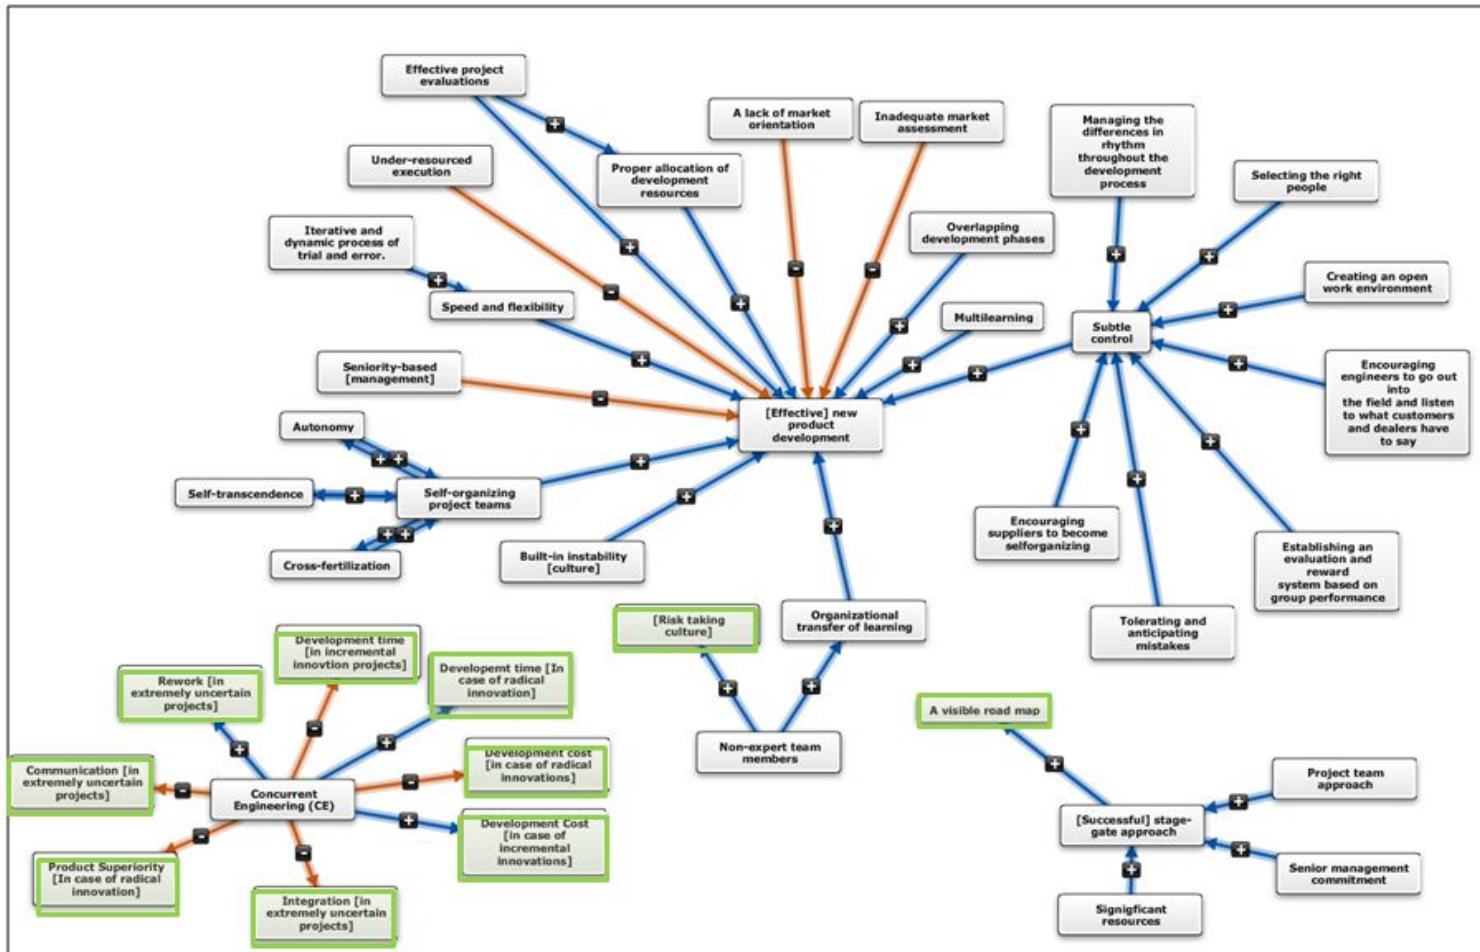 Effective project
evaluations
A lack of market
orientation
Inadequate market
assessment
Managing the
differences in
rhythm
throughout the
development
process
Selecting the right
people
Under-resourced
execution
Proper allocation of
development
resources
Iterative and
dynamic process of
trial and error.
Overlapping
development phases
Creating an open
work environment
Speed and flexibility
Multilearning
Subtle
control
Seniority-based
[management]
Encouraging
engineers to go out
into
the field and listen
to what customers
and dealers have
to say
[Effective] new
product
development
Autonomy
Self-transcendence
Self-organizing
project teams
Cross-fertilization
Built-in instability
[culture]
Encouraging
suppliers to become
selforganizing
Establishing an
evaluation and
reward
system based on
group performance
Tolerating and
anticipating
mistakes
[Risk taking
culture]
Organizational
transfer of learning
Non-expert team
members
Development time
[in incremental
innovtion projects]
Developemt time [In
case of radical
innovation]
Rework [in
extremely uncertain
projects]
Communication [in
extremely uncertain
projects]
Concurrent
Engineering (CE)
Development cost
[in case of radical
innovations]
Development Cost
[in case of
incremental
innovations]
Product Superiority
[In case of radical
innovation]
Integration [in
extremely uncertain
projects]
A visible road map
Project team
approach
[Successful] stage-
gate approach
Senior management
commitment
Signigficant
resources